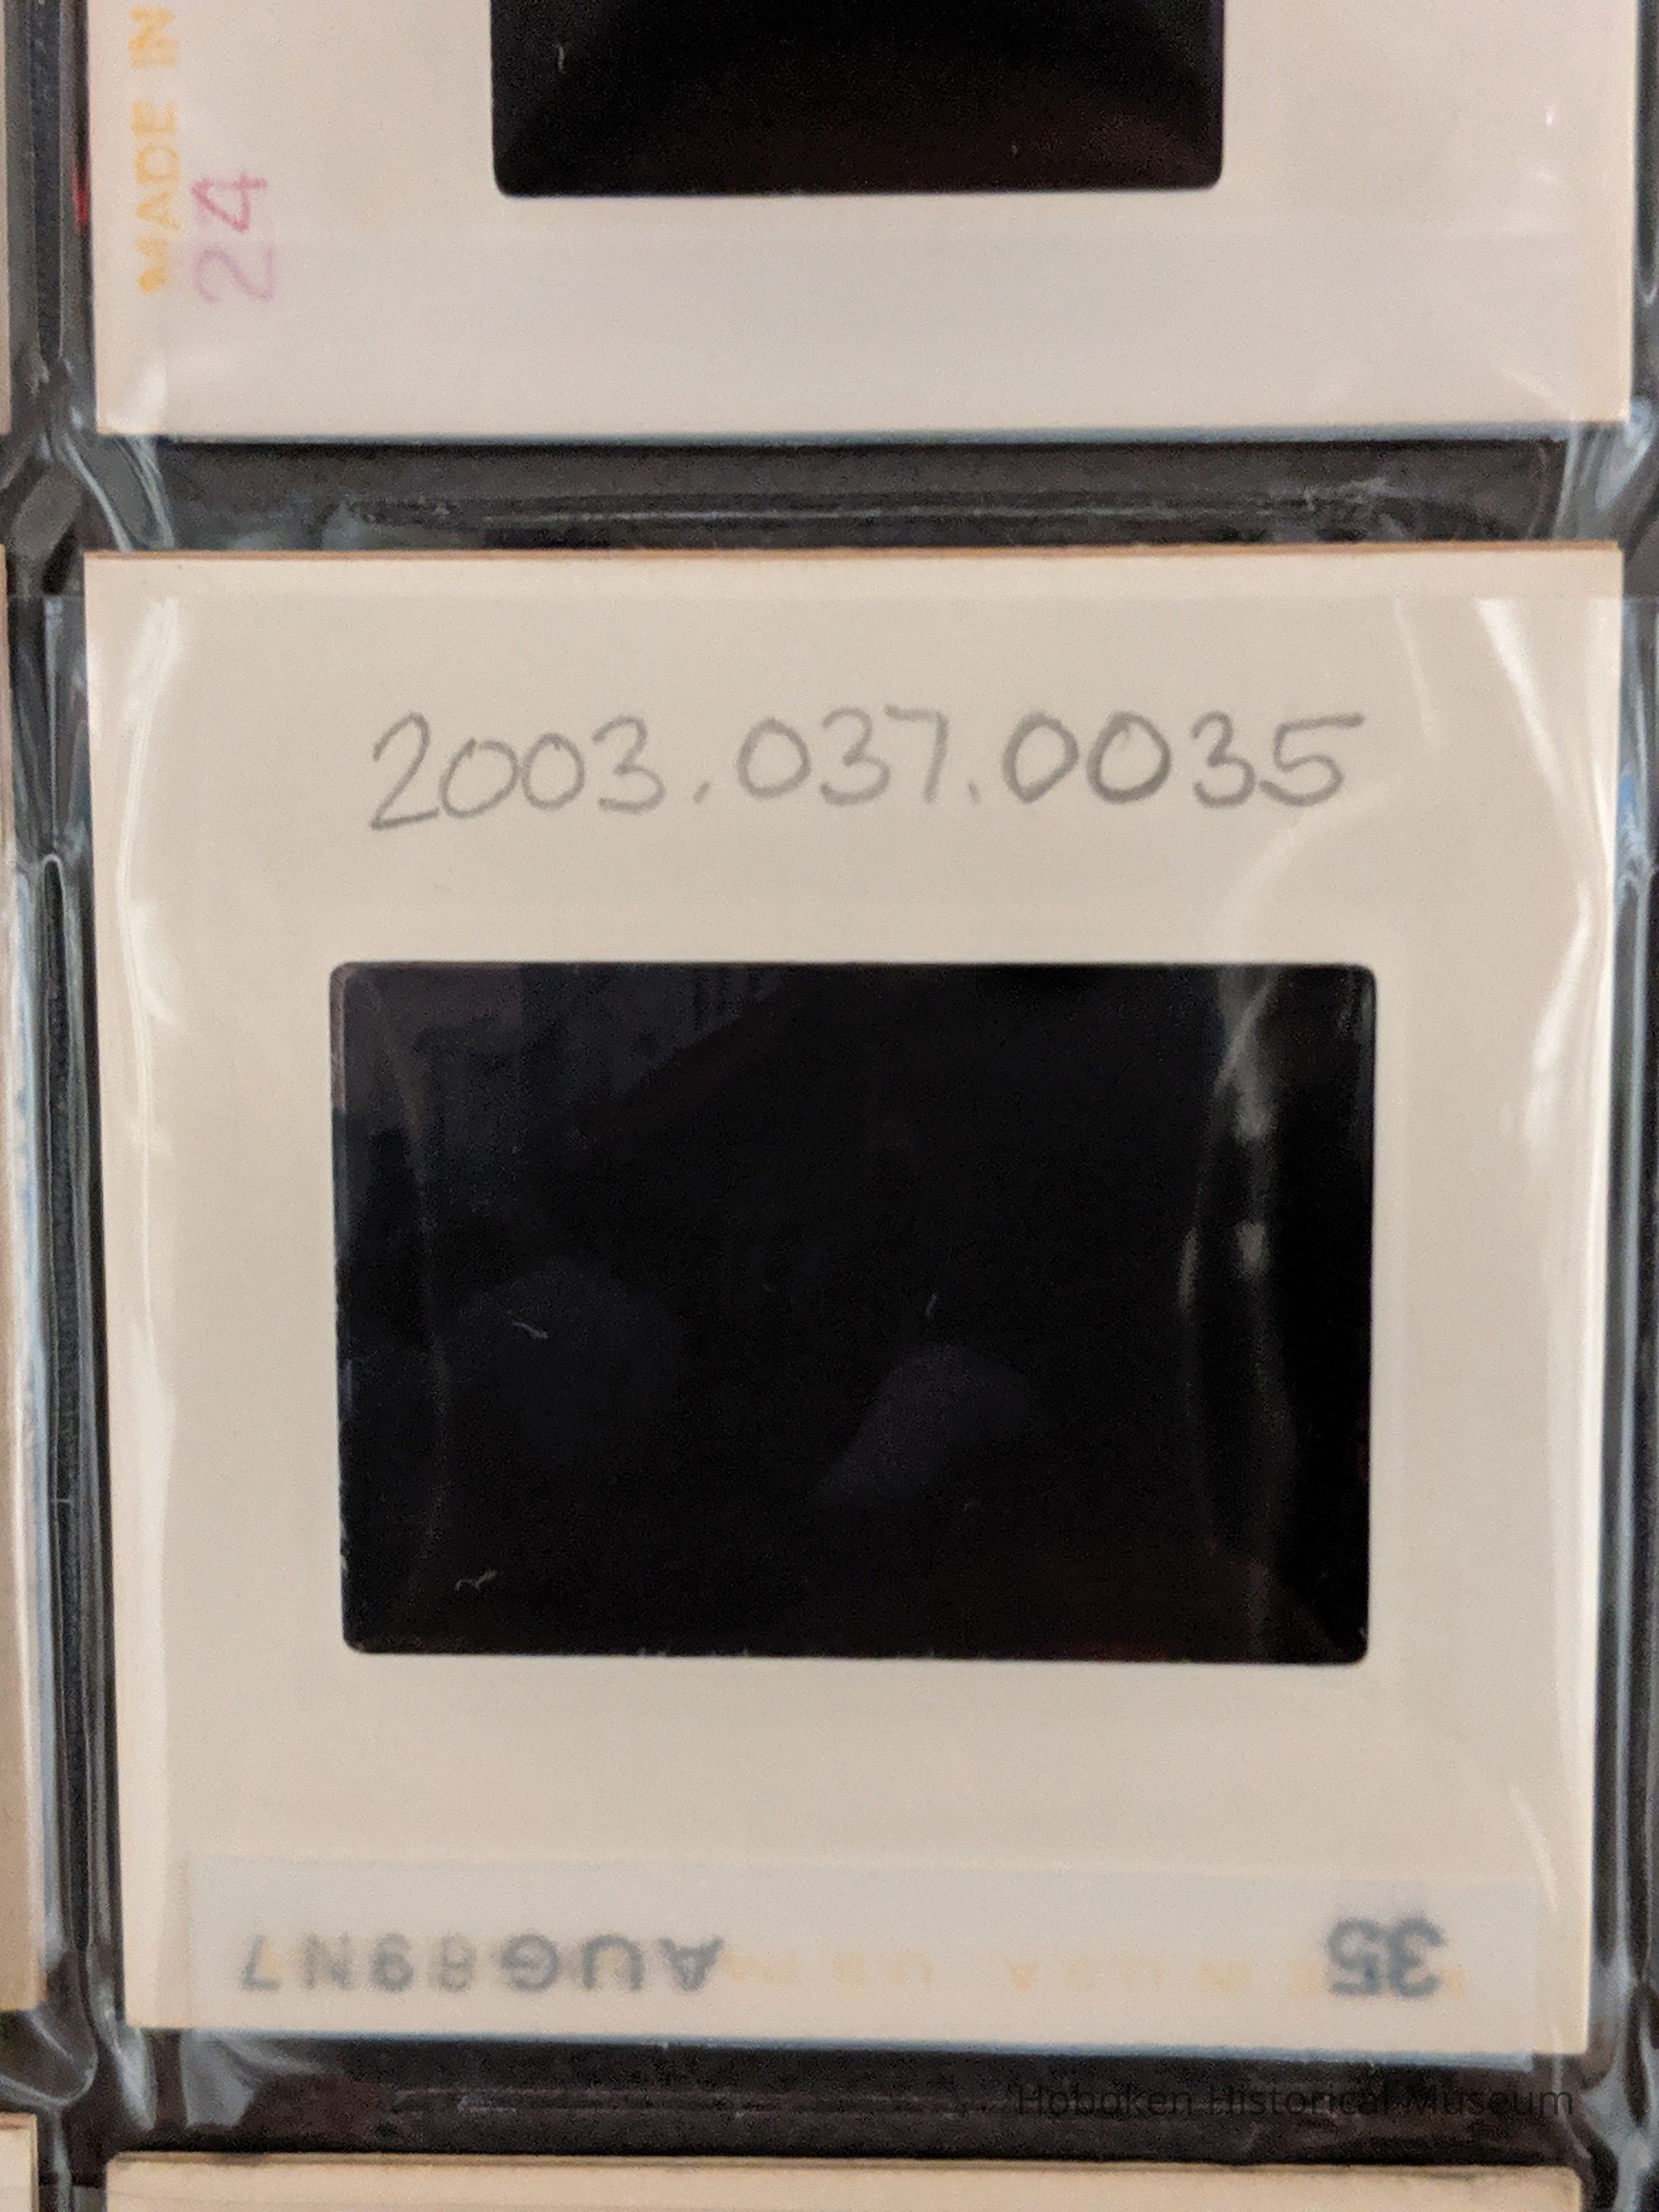 MADE IN
24
2003.037.0035
AUG89N7
35
Hoboken Historical Museum